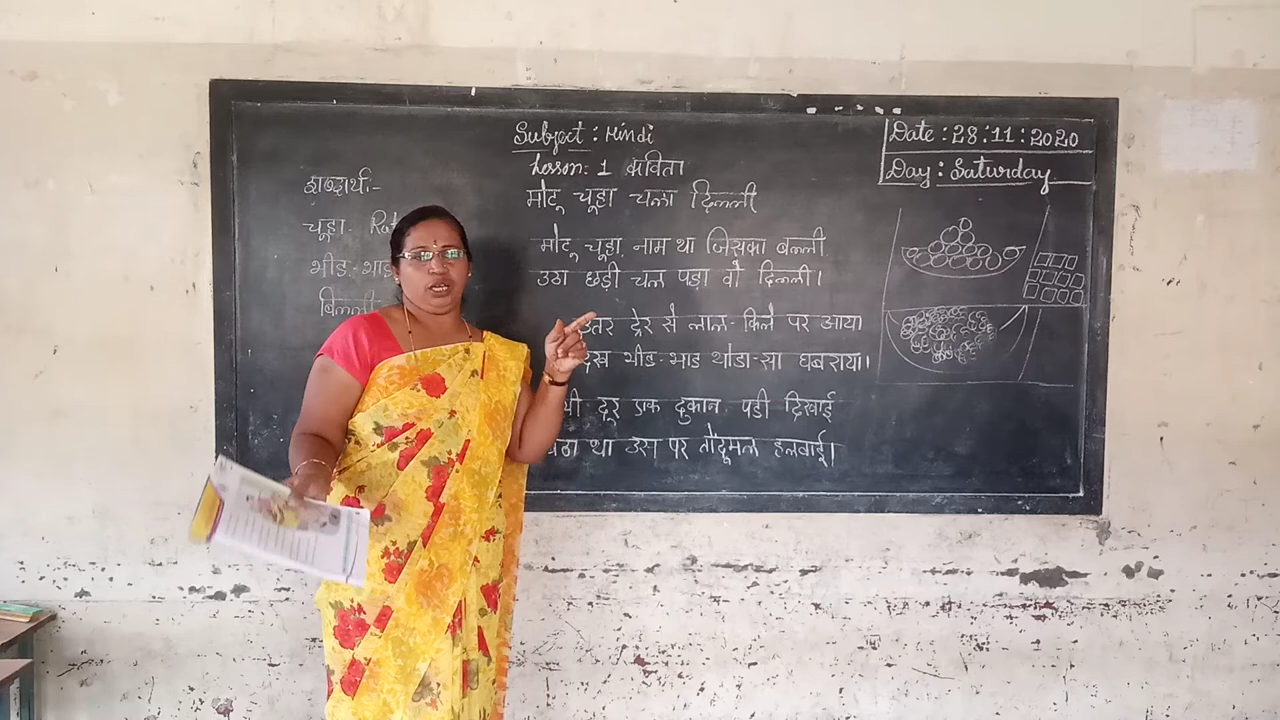 Subject : Hindi
Lesson: 1 कविता
Date : 28:11:2020
Day : Saturday
मोटू चूहा चला दिल्ली
शब्दार्थ:-
चूहा. Rat
भीड.-भाड़
बिल्ली
मोटू चूहा. नाम था जिसका बल्ली
उठा छड़ी चल पड़ा वो दिल्ली।
उतर ट्रेर से लाल-किले पर आया
देख भीड-भाड थोडा-सा घबराया।
थी दूर एक दुकान पडी दिखाई
बैठा था उस पर तोंदूमल हलवाई।